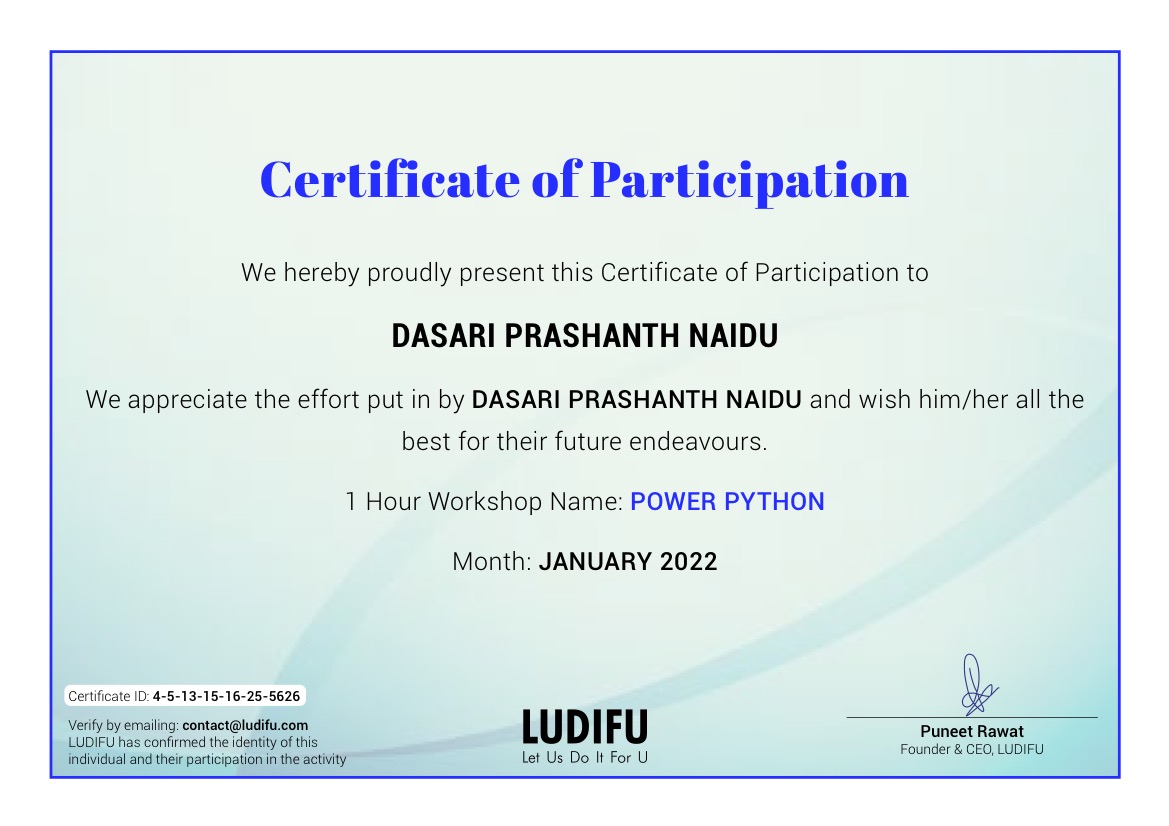 Certificate of Participation
We hereby proudly present this Certificate of Participation to
DASARI PRASHANTH NAIDU
We appreciate the effort put in by DASARI PRASHANTH NAIDU and wish him/her all the
best for their future endeavours.
1 Hour Workshop Name: POWER PYTHON
Month: JANUARY 2022
Certificate ID: 4-5-13-15-16-25-5626
Verify by emailing: contact@ludifu.com
LUDIFU has confirmed the identity of this
individual and their participation in the activity
LUDIFU
Let Us Do It For U
Puneet Rawat
Founder & CEO, LUDIFU